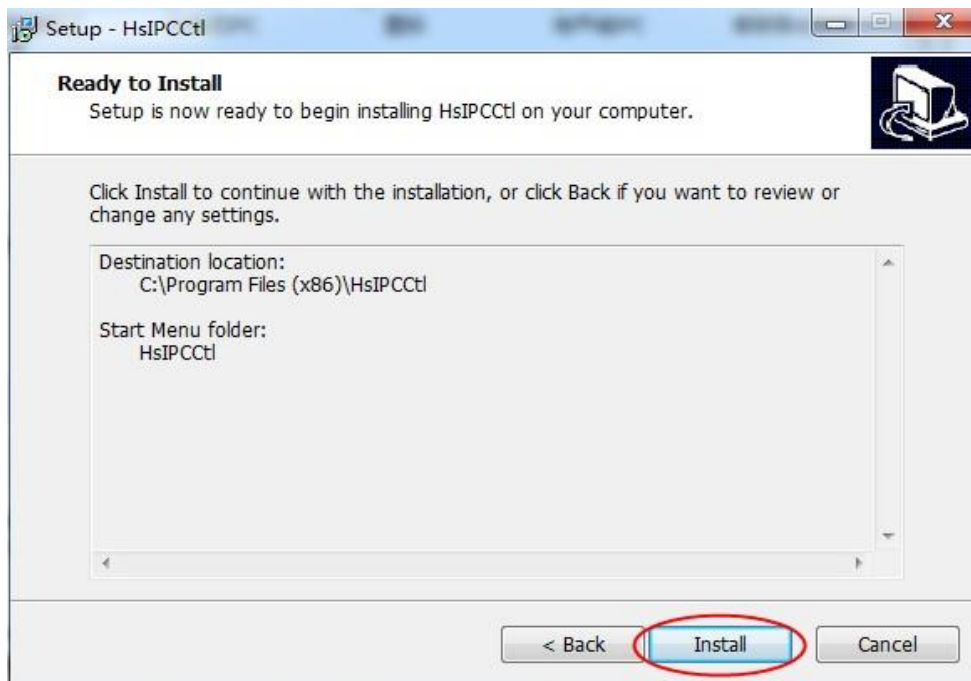 Setup - HsIPCCtl
Ready to Install
Setup is now ready to begin installing HsIPCCtl on your computer.
Click Install to continue with the installation, or click Back if you want to review or
change any settings.
Destination location:
C:\Program Files (x86)\HsIPCCtl
Start Menu folder:
HsIPCCtl
< Back
Install
Cancel